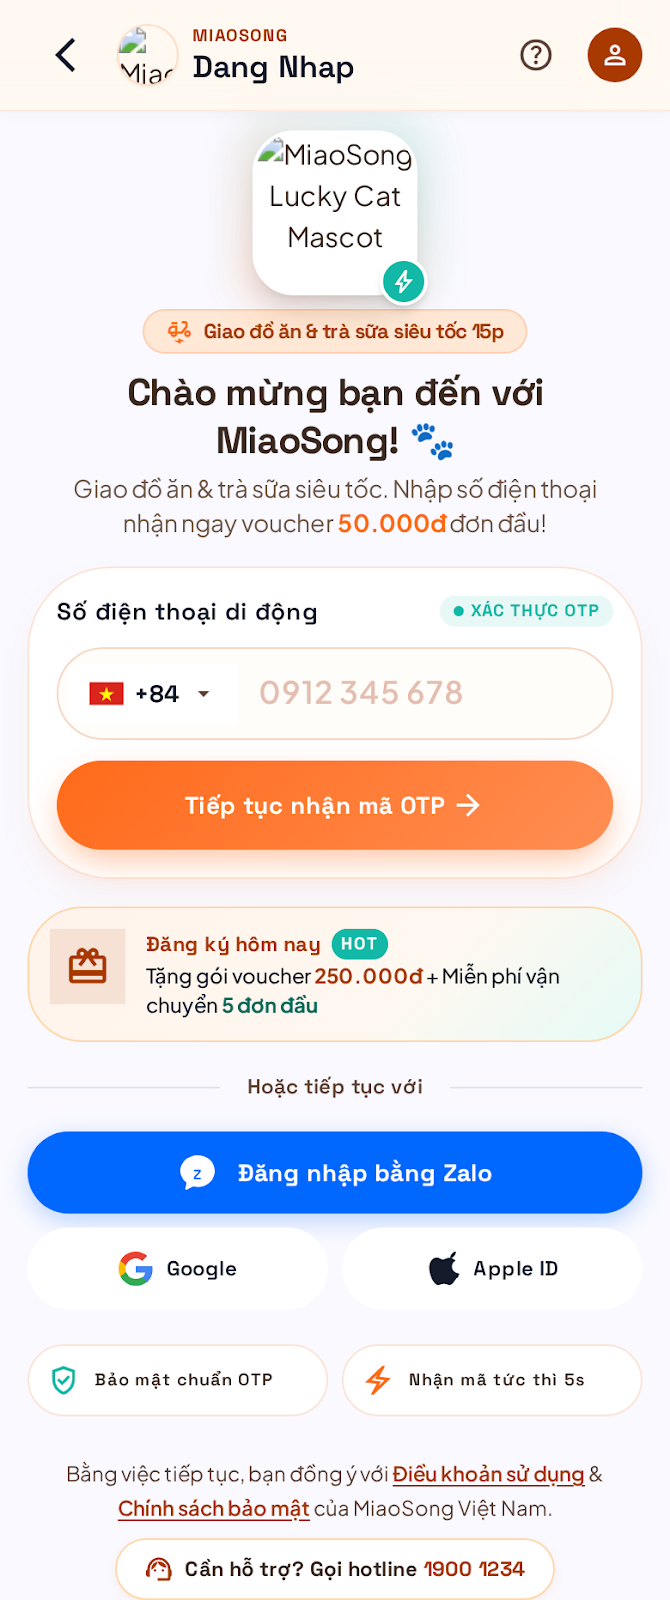 MIAOSONG
Dang Nhap
MiaoSong
Lucky Cat
Mascot
Giao đồ ăn & trà sữa siêu tốc 15p
Chào mừng bạn đến với
MiaoSong! 🐾
Giao đồ ăn & trà sữa siêu tốc. Nhập số điện thoại
nhận ngay voucher 50.000đ đơn đầu!
Số điện thoại di động
XÁC THỰC OTP
+84
0912 345 678
Tiếp tục nhận mã OTP →
Đăng ký hôm nay HOT
Tặng gói voucher 250.000đ + Miễn phí vận
chuyển 5 đơn đầu
Hoặc tiếp tục với
Z Đăng nhập bằng Zalo
Google
Apple ID
Bảo mật chuẩn OTP
Nhận mã tức thì 5s
Bằng việc tiếp tục, bạn đồng ý với Điều khoản sử dụng &
Chính sách bảo mật của MiaoSong Việt Nam.
Cần hỗ trợ? Gọi hotline 1900 1234